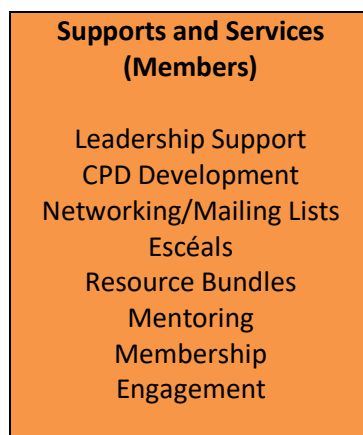 Supports and Services
(Members)
Leadership Support
CPD Development
Networking/Mailing Lists
Escéals
Resource Bundles
Mentoring
Membership
Engagement